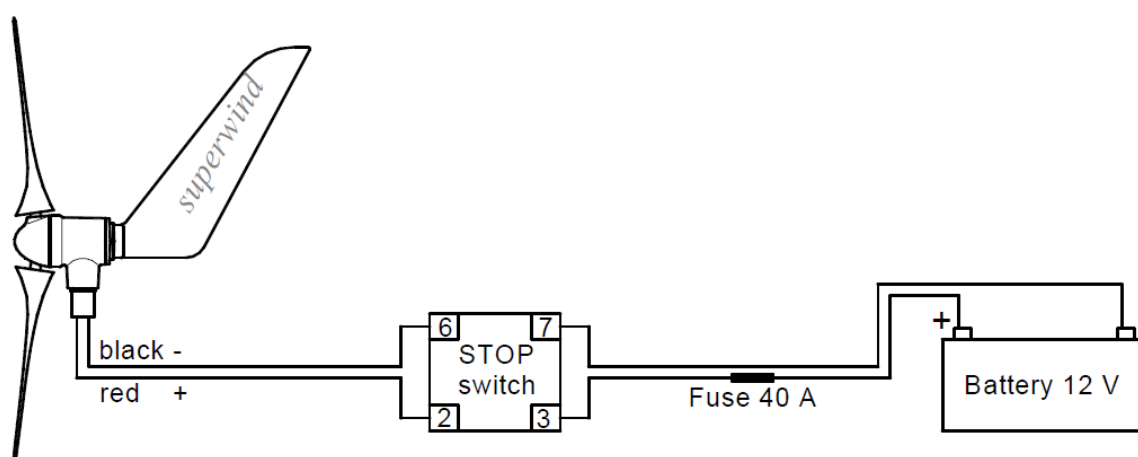 superwind
black -
red +
6
7
STOP
switch
2
3
Fuse 40 A
+
Battery 12 V